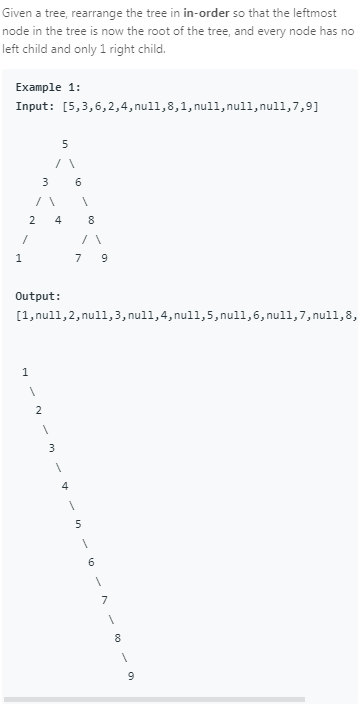 Given a tree, rearrange the tree in in-order so that the leftmost
node in the tree is now the root of the tree, and every node has no
left child and only 1 right child.
Example 1:
Input: [5,3,6,2,4,null,8,1,null,null,null,7,9]
5
/ \
3 6
/ \ \
2 4 8
/ / \
1 7 9
Output:
[1,null,2,null,3,null,4,null,5,null,6,null,7,null,8,
1
\
2
\
3
\
4
\
5
\
6
\
7
\
8
\
9